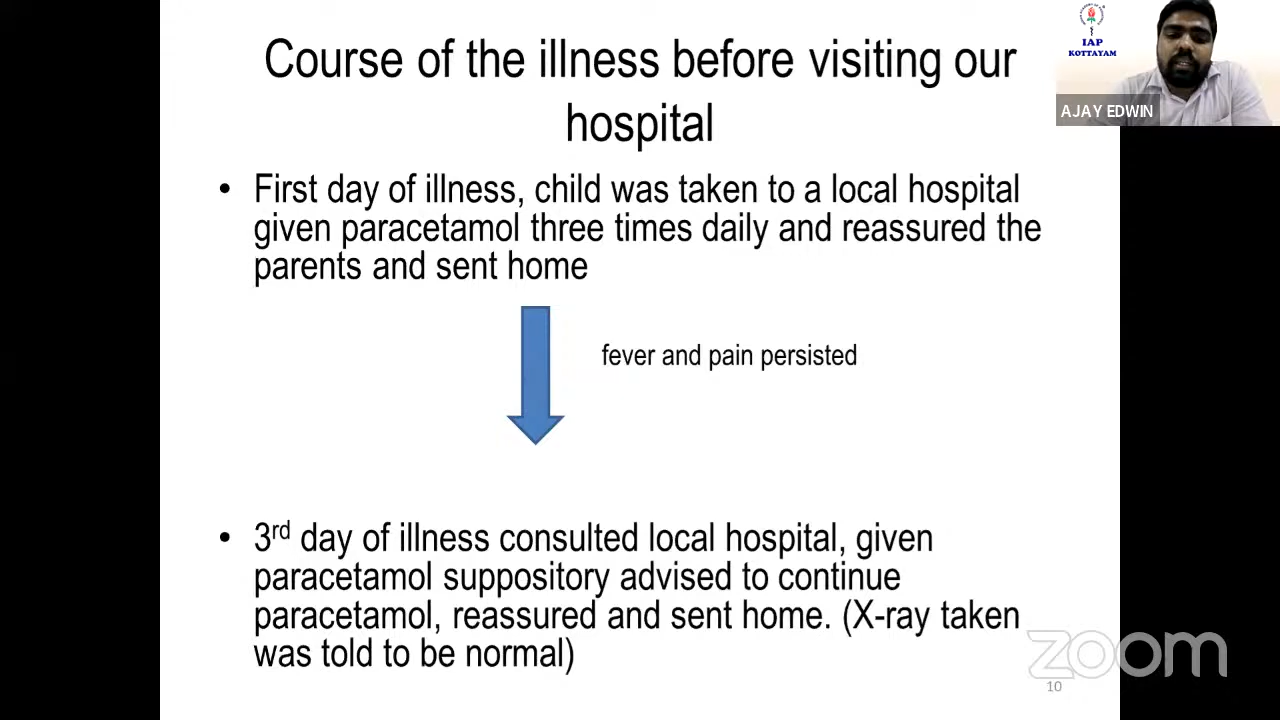 Course of the illness before visiting our
hospital
IAP
KOTTAYAM
AJAY EDWIN
• First day of illness, child was taken to a local hospital
given paracetamol three times daily and reassured the
parents and sent home
fever and pain persisted
• 3rd day of illness consulted local hospital, given
paracetamol suppository advised to continue
paracetamol, reassured and sent home. (X-ray taken
was told to be normal)
zoom
10